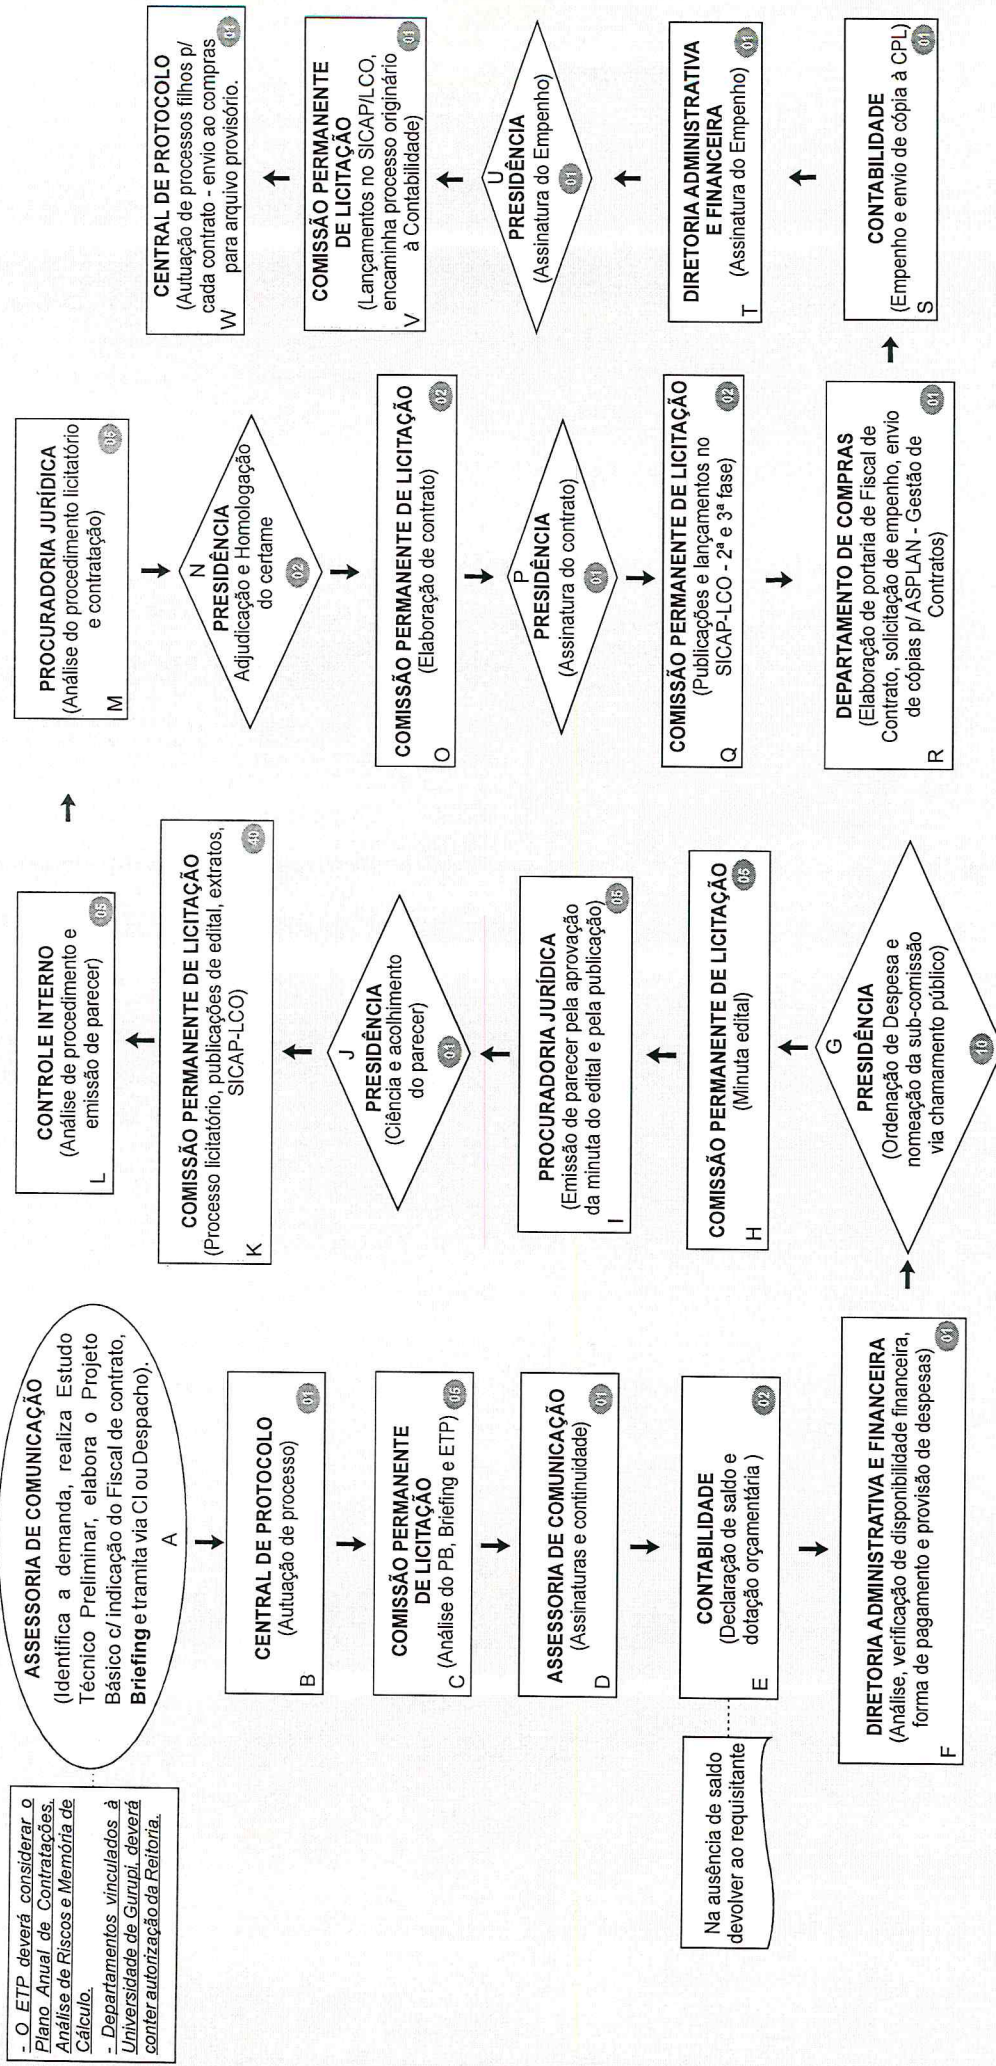 - O ETP deverá considerar o
Plano Anual de Contratações,
Análise de Riscos e Memória de
Cálculo.
- Departamentos vinculados à
Universidade de Gurupi, deverá
conter autorização da Reitoria.
ASSESSORIA DE COMUNICAÇÃO
(Identifica a demanda, realiza Estudo
Técnico Preliminar, elabora o Projeto
Básico c/ indicação do Fiscal de contrato,
Briefing e tramita via CI ou Despacho).
A
CENTRAL DE PROTOCOLO
(Autuação de processo)
B
01
COMISSÃO PERMANENTE
DE LICITAÇÃO
(Análise do PB, Briefing e ETP)
C
05
ASSESSORIA DE COMUNICAÇÃO
(Assinaturas e continuidade)
D
01
CONTABILIDADE
(Declaração de saldo e
dotação orçamentária )
E
02
Na ausência de saldo
devolver ao requisitante
DIRETORIA ADMINISTRATIVA E FINANCEIRA
(Análise, verificação de disponibilidade financeira,
forma de pagamento e provisão de despesas)
F
01
G
PRESIDÊNCIA
(Ordenação de Despesa e
nomeação da sub-comissão
via chamamento público)
10
COMISSÃO PERMANENTE DE LICITAÇÃO
(Minuta edital)
H
05
PROCURADORIA JURÍDICA
(Emissão de parecer pela aprovação
da minuta do edital e pela publicação)
I
05
J
PRESIDÊNCIA
(Ciência e acolhimento
do parecer)
01
COMISSÃO PERMANENTE DE LICITAÇÃO
(Processo licitatório, publicações de edital, extratos,
SICAP-LCO)
K
40
CONTROLE INTERNO
(Análise de procedimento e
emissão de parecer)
L
05
PROCURADORIA JURÍDICA
(Análise do procedimento licitatório
e contratação)
M
05
N
PRESIDÊNCIA
Adjudicação e Homologação
do certame
02
COMISSÃO PERMANENTE DE LICITAÇÃO
(Elaboração de contrato)
O
02
P
PRESIDÊNCIA
(Assinatura do contrato)
01
COMISSÃO PERMANENTE DE LICITAÇÃO
(Publicações e lançamentos no
SICAP-LCO - 2ª e 3ª fase)
Q
02
DEPARTAMENTO DE COMPRAS
(Elaboração de portaria de Fiscal de
Contrato, solicitação de empenho, envio
de cópias p/ ASPLAN - Gestão de
Contratos)
R
01
CONTABILIDADE
(Empenho e envio de cópia à CPL)
S
01
DIRETORIA ADMINISTRATIVA
E FINANCEIRA
(Assinatura do Empenho)
T
01
U
PRESIDÊNCIA
(Assinatura do Empenho)
01
COMISSÃO PERMANENTE
DE LICITAÇÃO
(Lançamentos no SICAP/LCO,
encaminha processo originário
à Contabilidade)
V
01
CENTRAL DE PROTOCOLO
(Autuação de processos filhos p/
cada contrato - envio ao compras
para arquivo provisório.
W
01